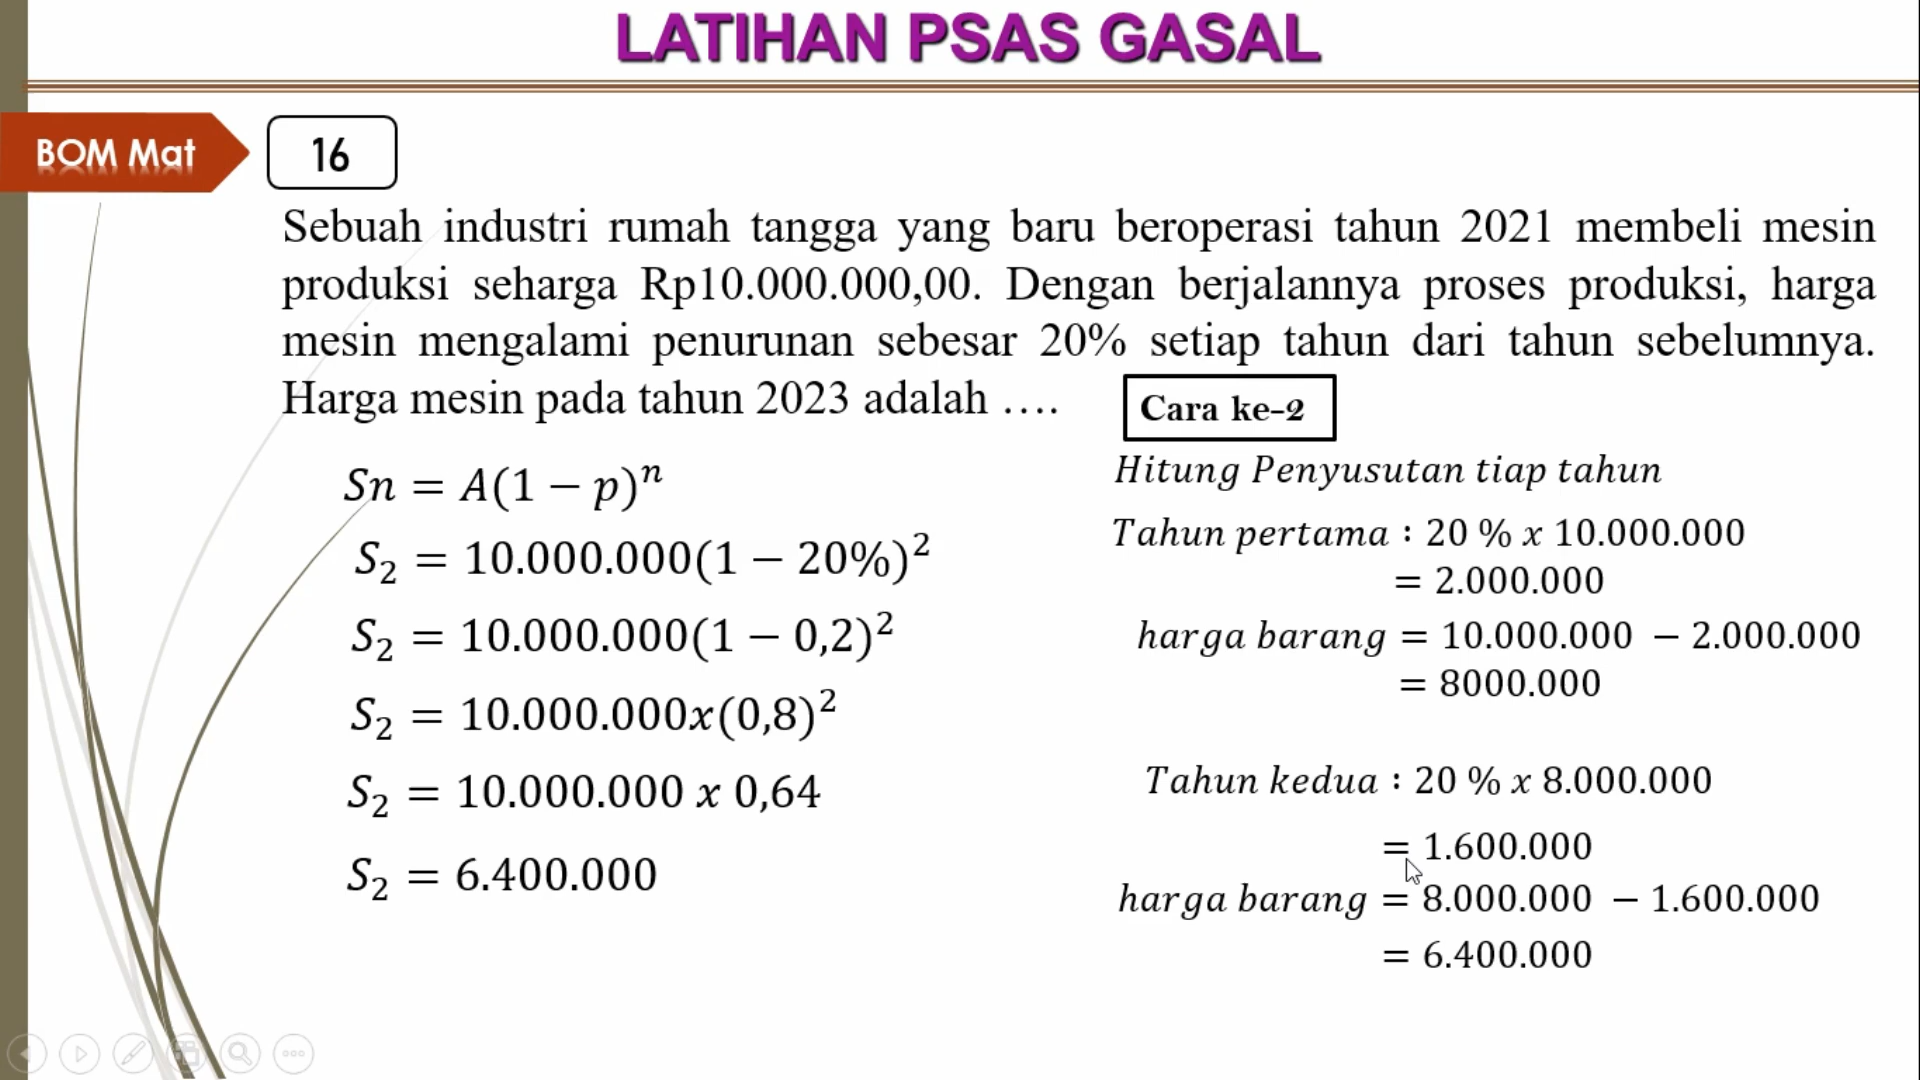 LATIHAN PSAS GASAL
BOM Mat
16
Sebuah industri rumah tangga yang baru beroperasi tahun 2021 membeli mesin
produksi seharga Rp10.000.000,00. Dengan berjalannya proses produksi, harga
mesin mengalami penurunan sebesar 20% setiap tahun dari tahun sebelumnya.
Harga mesin pada tahun 2023 adalah ….
Sn = A(1 − p)ⁿ
S₂ = 10.000.000(1 − 20%)²
S₂ = 10.000.000(1 − 0,2)²
S₂ = 10.000.000x(0,8)²
S₂ = 10.000.000 x 0,64
S₂ = 6.400.000
Cara ke-2
Hitung Penyusutan tiap tahun
Tahun pertama : 20 % x 10.000.000
= 2.000.000
harga barang = 10.000.000 − 2.000.000
= 8000.000
Tahun kedua : 20 % x 8.000.000
= 1.600.000
harga barang = 8.000.000 − 1.600.000
= 6.400.000